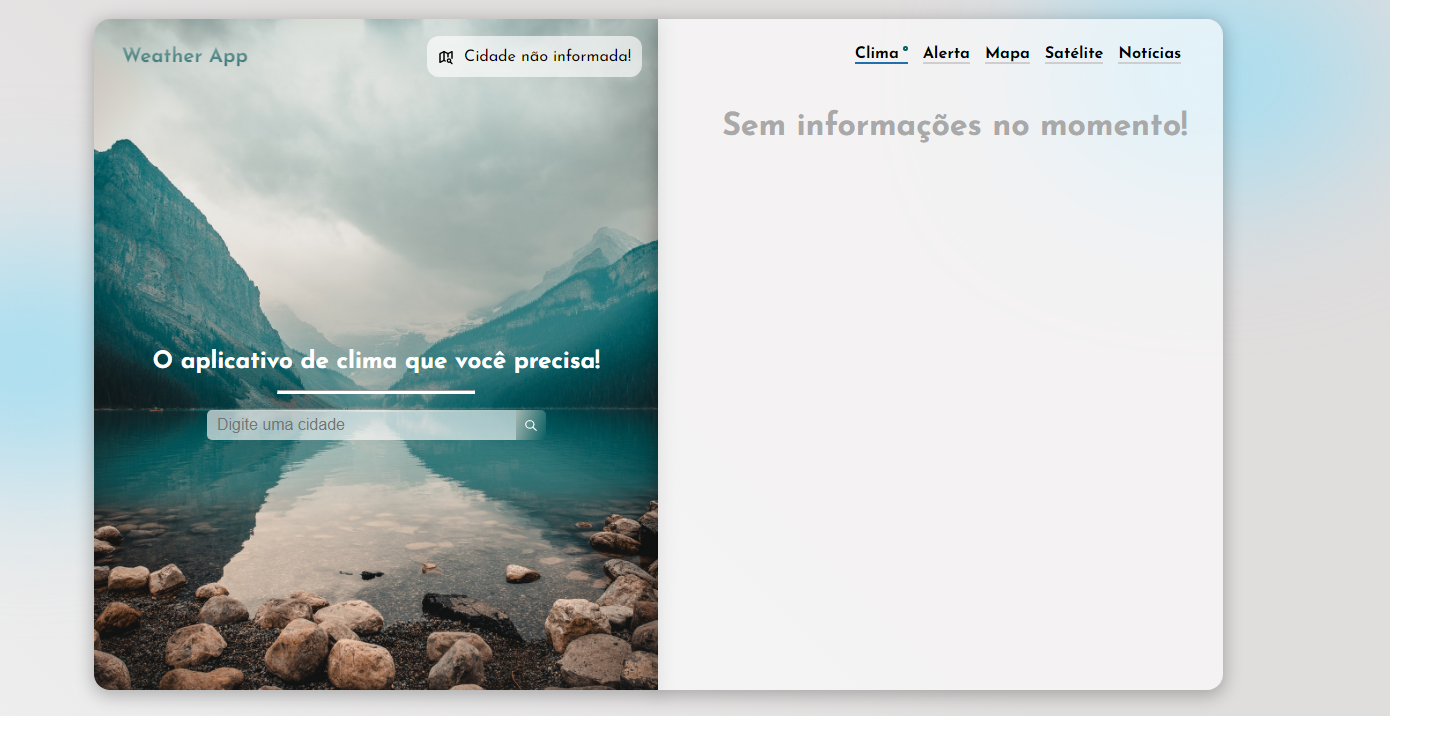 Weather App
Cidade não informada!
Clima Alerta Mapa Satélite Notícias
Sem informações no momento!
O aplicativo de clima que você precisa!
Digite uma cidade